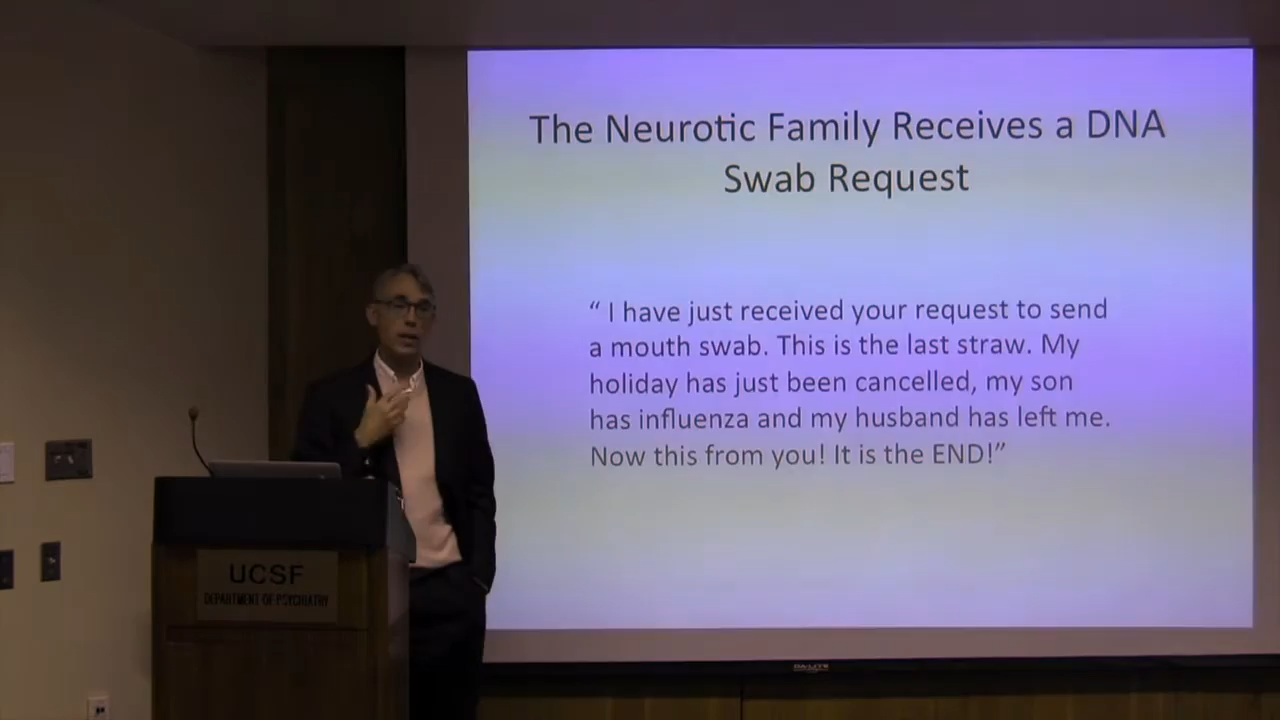 The Neurotic Family Receives a DNA
Swab Request
“ I have just received your request to send
a mouth swab. This is the last straw. My
holiday has just been cancelled, my son
has influenza and my husband has left me.
Now this from you! It is the END!”
UCSF
DEPARTMENT OF PSYCHIATRY
DA-LITE